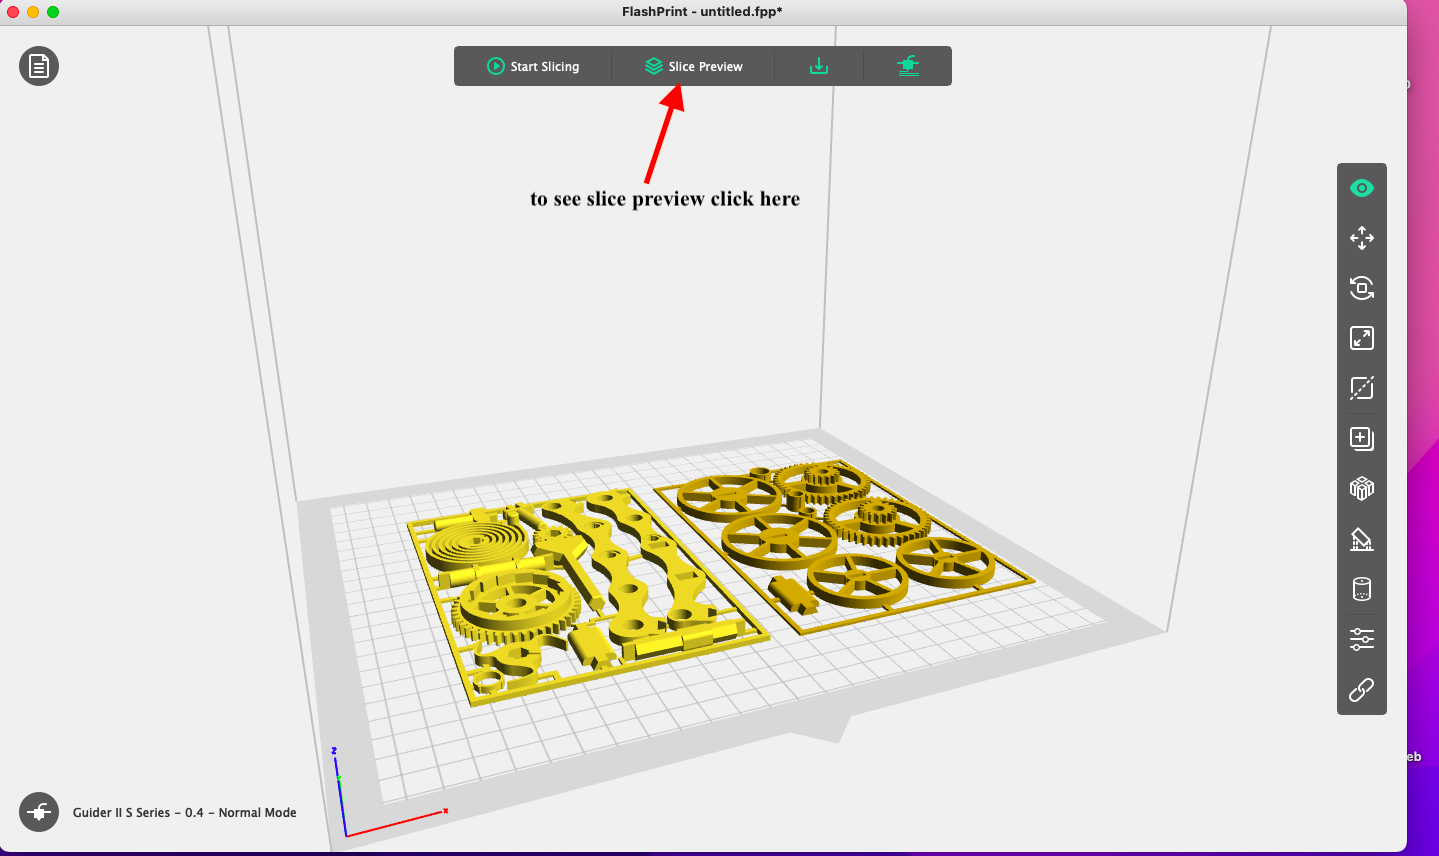 FlashPrint - untitled.fpp*
Start Slicing
Slice Preview
to see slice preview click here
z
x
eb
Guider II S Series - 0.4 - Normal Mode